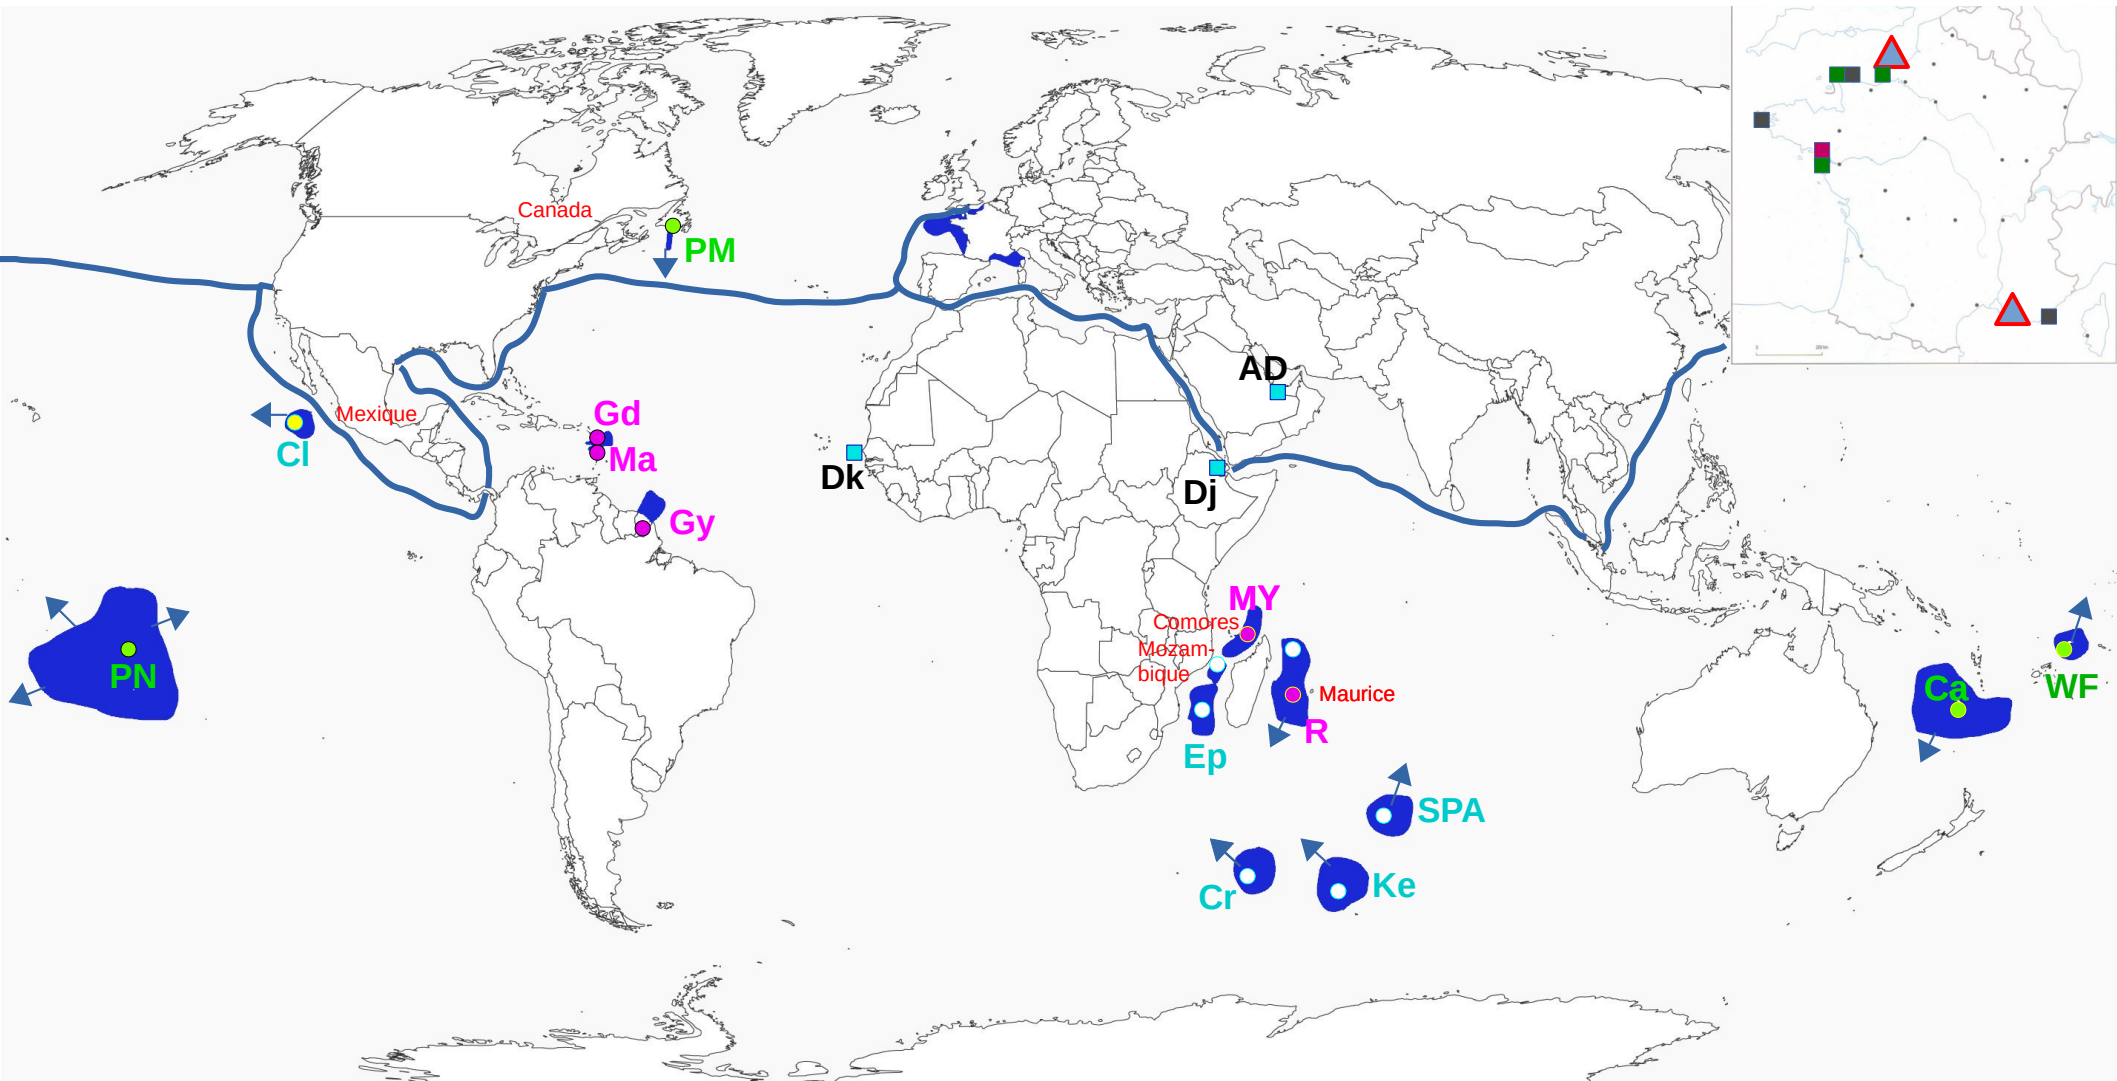 Canada
PM
AD
Mexique
Gd
Cl
Ma
Dk
Dj
Gy
MY
Comores
Mozam-
bique
PN
Maurice
Ca
WF
R
Ep
SPA
Cr
Ke